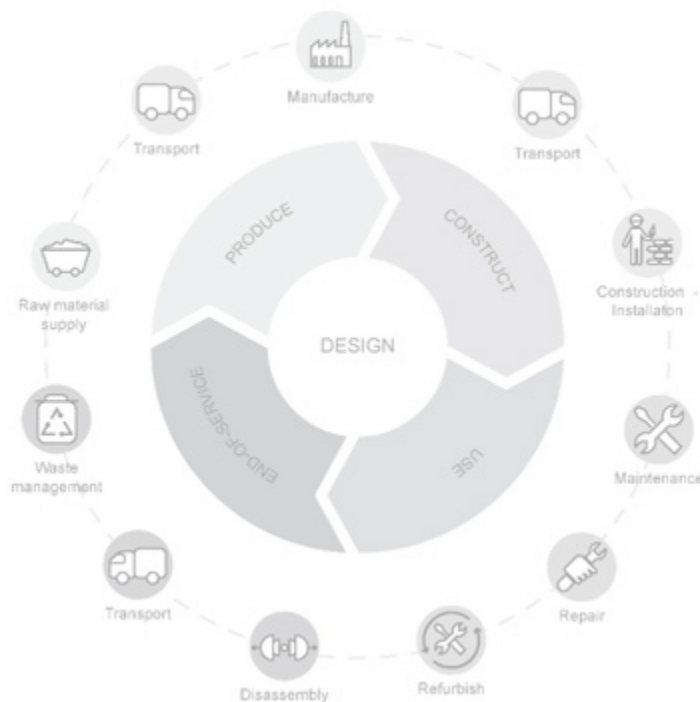 Manufacture
Transport
Transport
PRODUCE
CONSTRUCT
Raw material
supply
Construction -
Installation
DESIGN
END-OF-SERVICE
USE
Waste
management
Maintenance
Transport
Repair
Disassembly
Refurbish